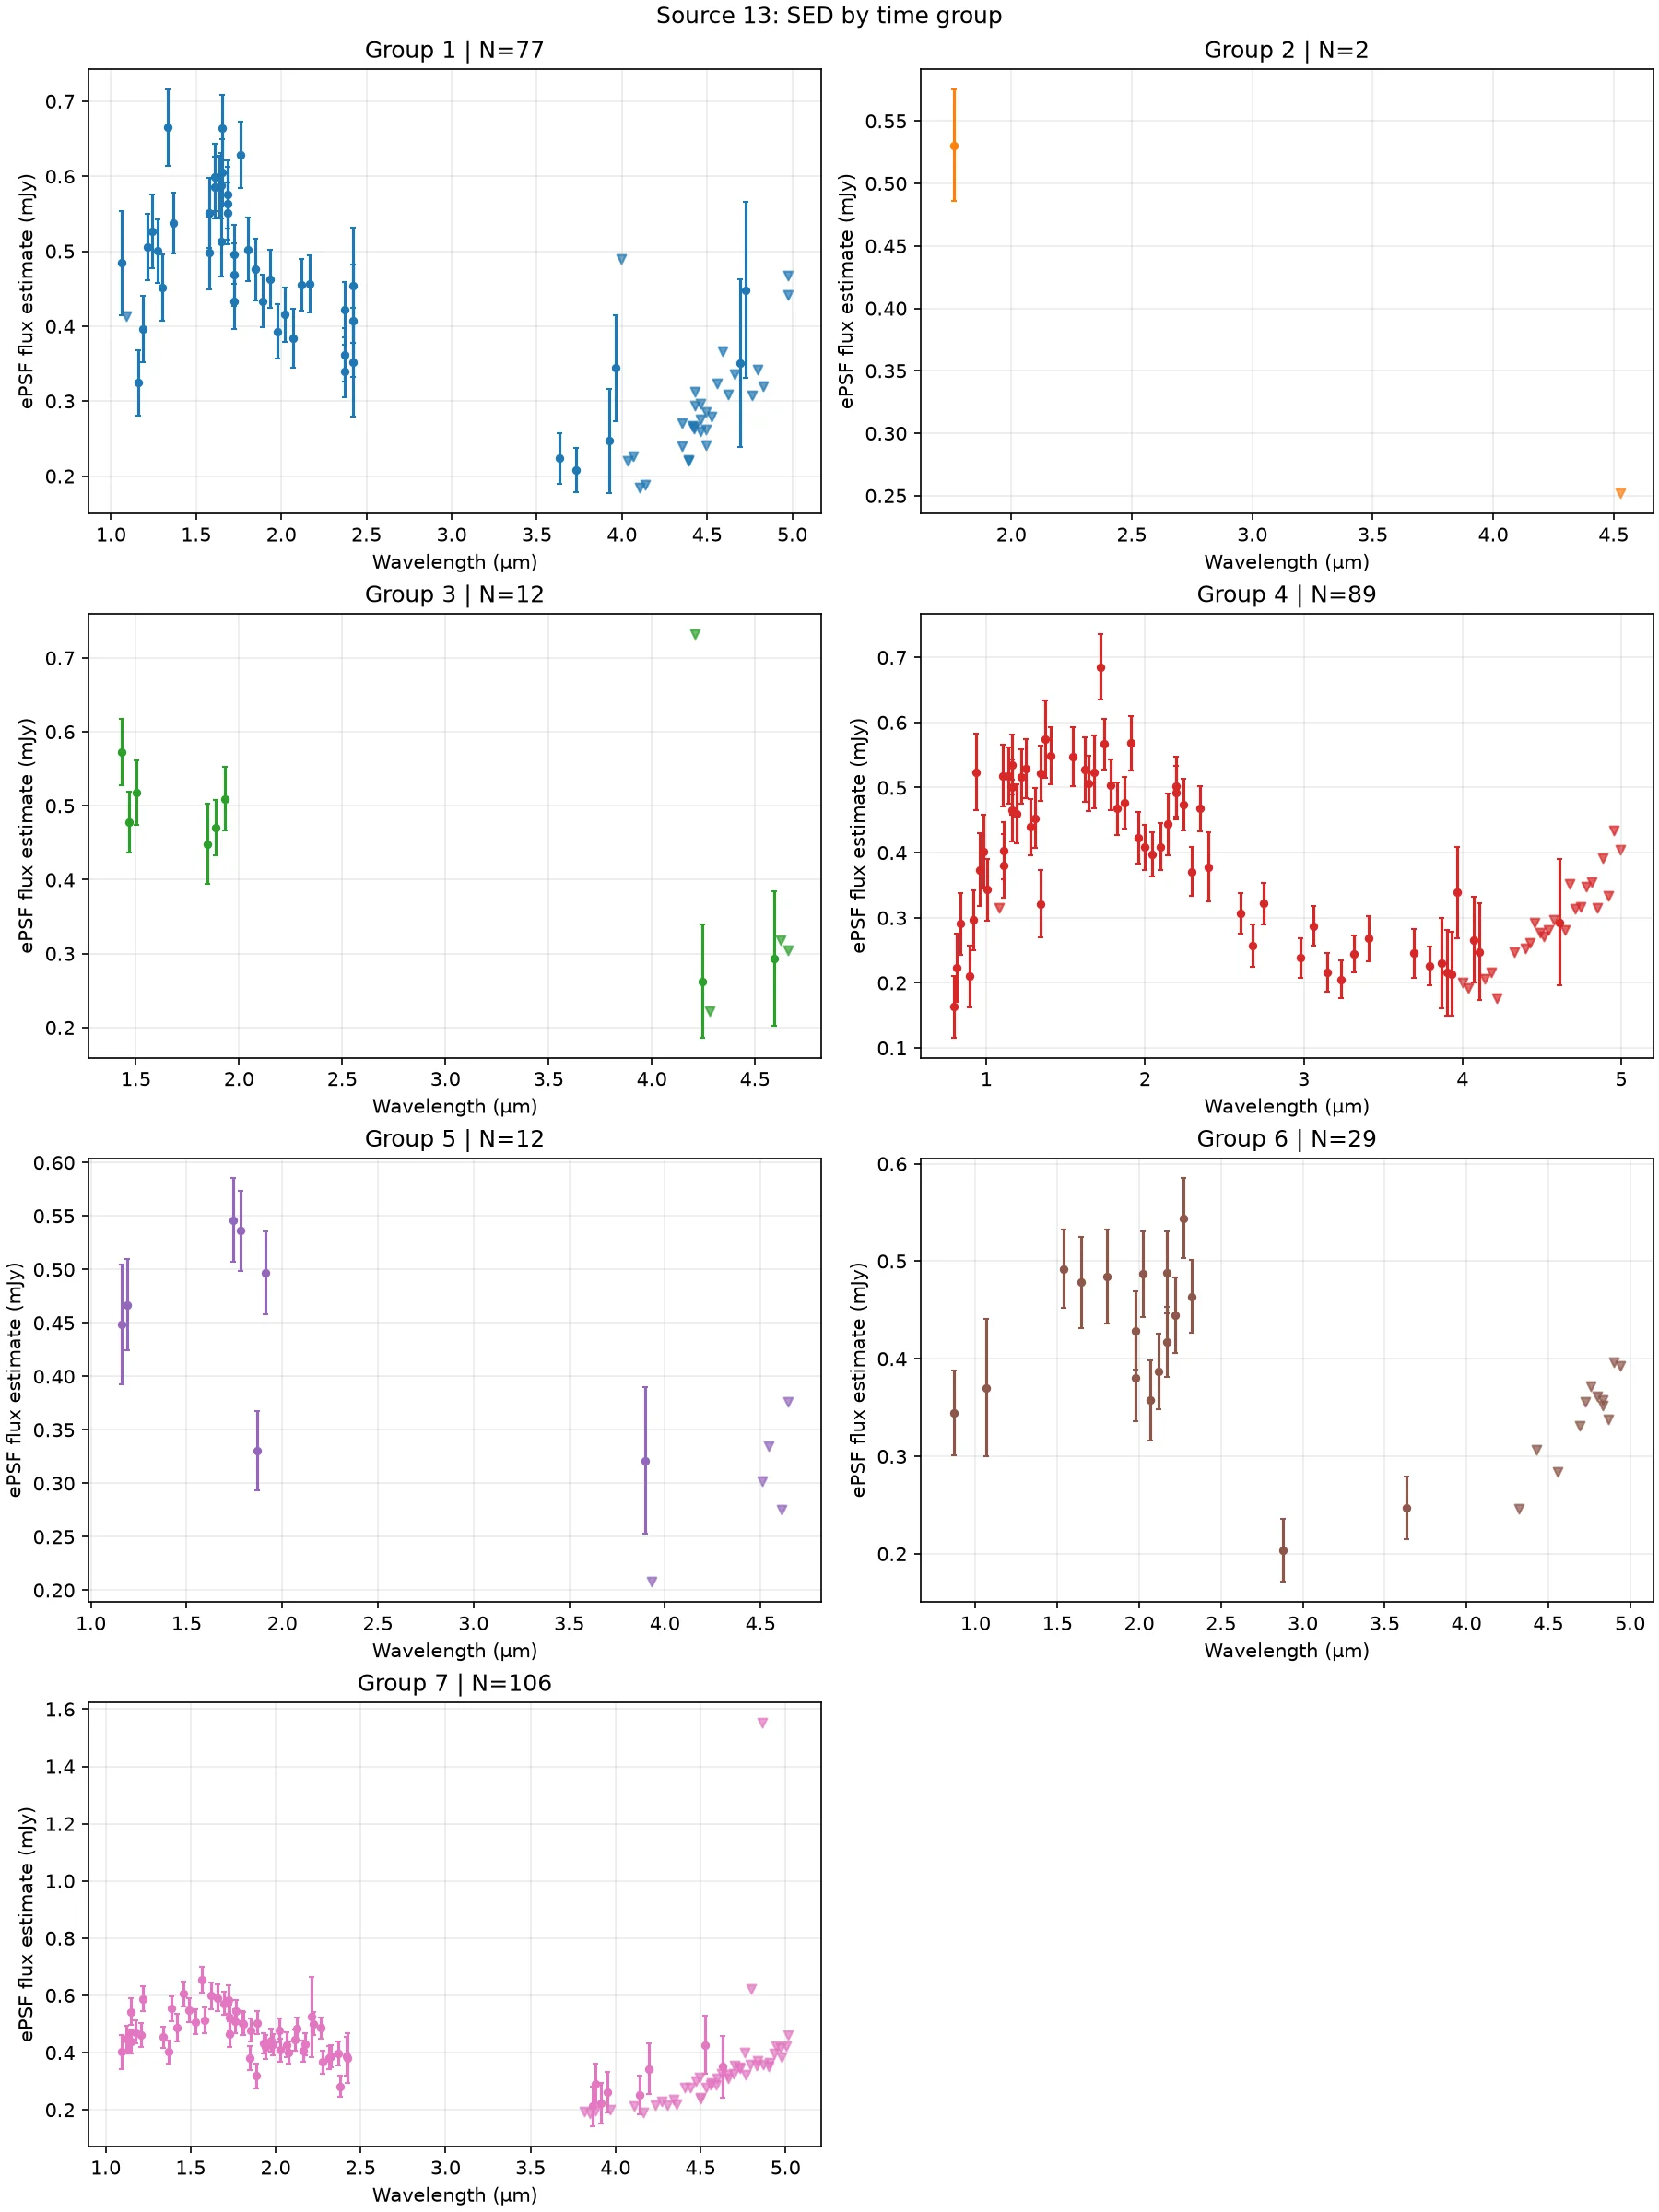 Source 13: SED by time group
Group 1 | N=77
ePSF flux estimate (mJy)
0.7
0.6
0.5
0.4
0.3
0.2
1.0 1.5 2.0 2.5 3.0 3.5 4.0 4.5 5.0
Wavelength (µm)
Group 2 | N=2
ePSF flux estimate (mJy)
0.55
0.50
0.45
0.40
0.35
0.30
0.25
2.0 2.5 3.0 3.5 4.0 4.5
Wavelength (µm)
Group 3 | N=12
ePSF flux estimate (mJy)
0.7
0.6
0.5
0.4
0.3
0.2
1.5 2.0 2.5 3.0 3.5 4.0 4.5
Wavelength (µm)
Group 4 | N=89
ePSF flux estimate (mJy)
0.7
0.6
0.5
0.4
0.3
0.2
0.1
1 2 3 4 5
Wavelength (µm)
Group 5 | N=12
ePSF flux estimate (mJy)
0.60
0.55
0.50
0.45
0.40
0.35
0.30
0.25
0.20
1.0 1.5 2.0 2.5 3.0 3.5 4.0 4.5
Wavelength (µm)
Group 6 | N=29
ePSF flux estimate (mJy)
0.6
0.5
0.4
0.3
0.2
1.0 1.5 2.0 2.5 3.0 3.5 4.0 4.5 5.0
Wavelength (µm)
Group 7 | N=106
ePSF flux estimate (mJy)
1.6
1.4
1.2
1.0
0.8
0.6
0.4
0.2
1.0 1.5 2.0 2.5 3.0 3.5 4.0 4.5 5.0
Wavelength (µm)